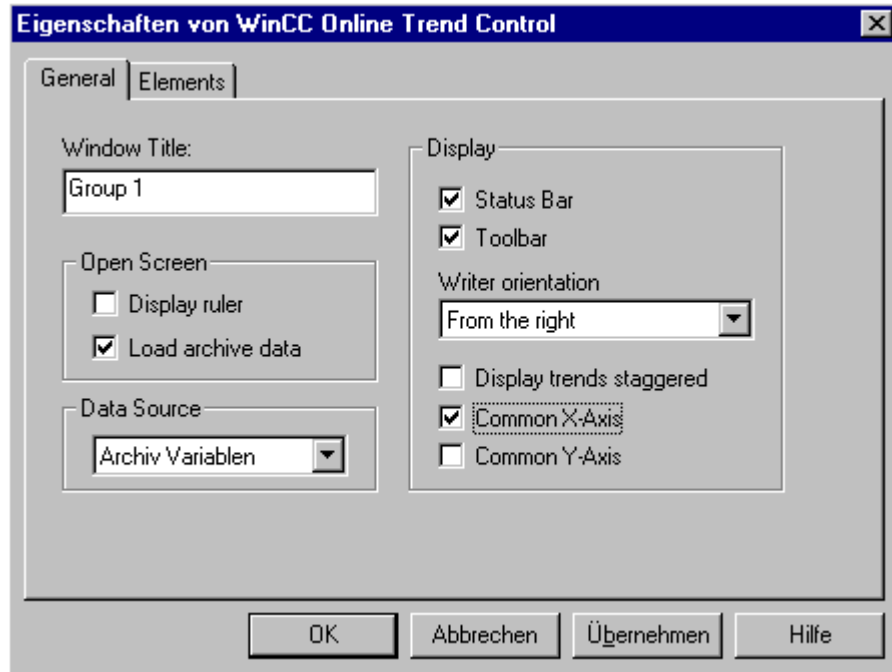 Eigenschaften von WinCC Online Trend Control
General
Elements
Window Title:
Group 1
Open Screen
Display ruler
Load archive data
Data Source
Archiv Variablen
Display
Status Bar
Toolbar
Writer orientation
From the right
Display trends staggered
Common X-Axis
Common Y-Axis
OK
Abbrechen
Übernehmen
Hilfe